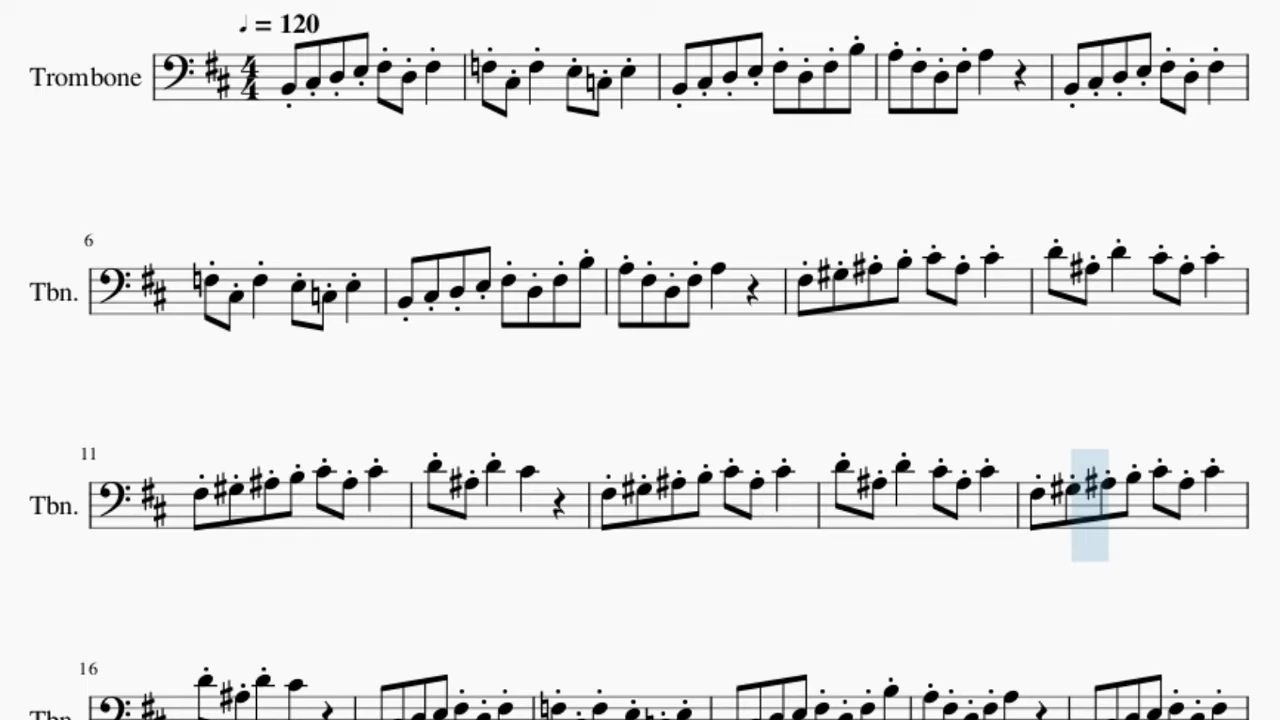 ♩ = 120
Trombone 4/4
6
Tbn.
11
Tbn.
16
Tbn.